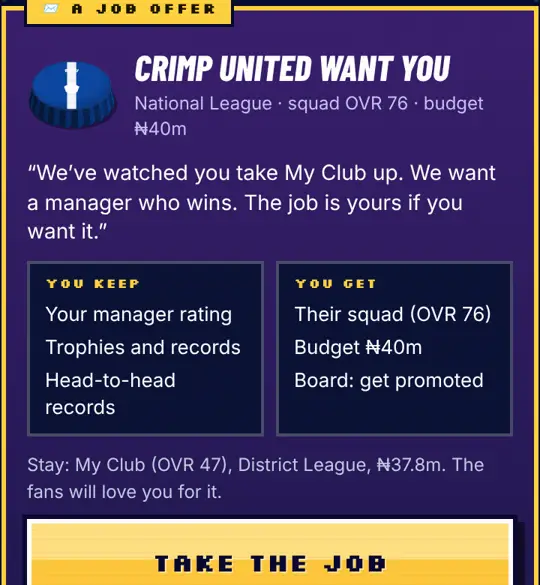 ✉️ A JOB OFFER
CRIMP UNITED WANT YOU
National League · squad OVR 76 · budget
₦40m
“We’ve watched you take My Club up. We want
a manager who wins. The job is yours if you
want it.”
YOU KEEP
Your manager rating
Trophies and records
Head-to-head
records
YOU GET
Their squad (OVR 76)
Budget ₦40m
Board: get promoted
Stay: My Club (OVR 47), District League, ₦37.8m. The
fans will love you for it.
TAKE THE JOB